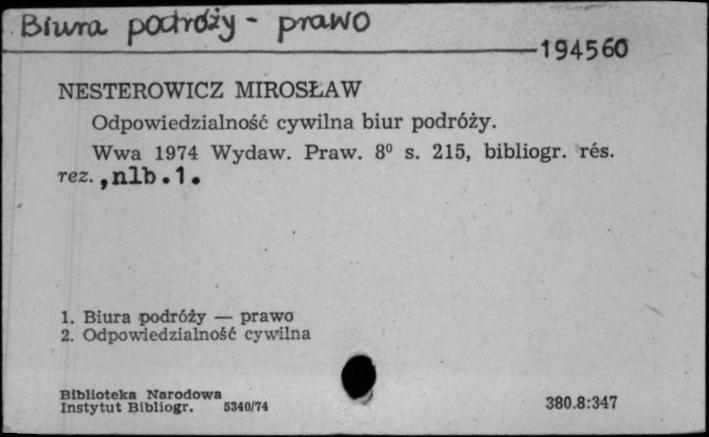 Biura podróży - prawo
194560
NESTEROWICZ MIROSŁAW
Odpowiedzialność cywilna biur podróży.
Wwa 1974 Wydaw. Praw. 8⁰ s. 215, bibliogr. rés.
rez., nlb.1.
1. Biura podróży — prawo
2. Odpowiedzialność cywilna
Biblioteka Narodowa
Instytut Bibliogr. 5340/74
380.8:347